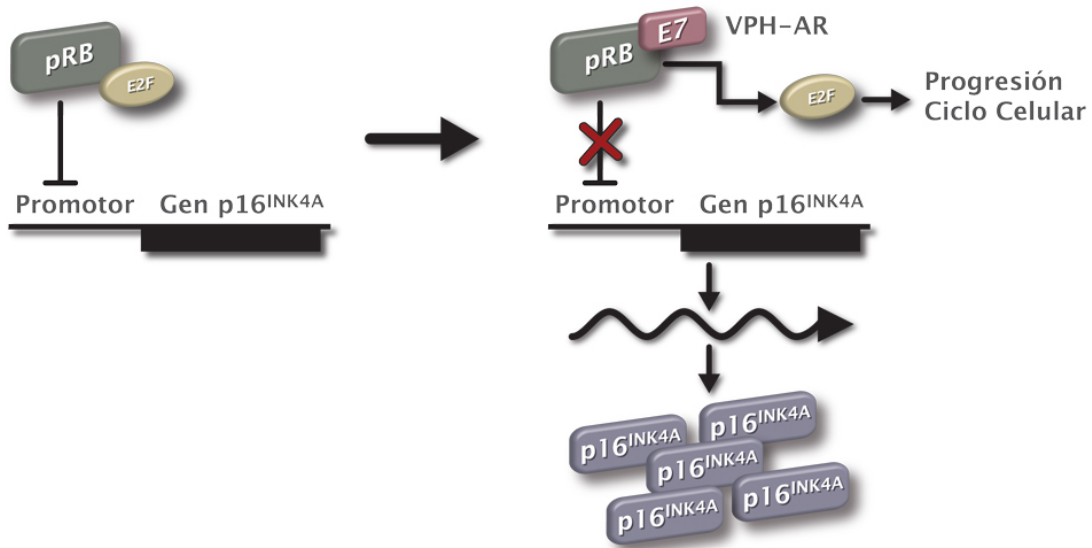 pRB
E2F
Promotor
Gen p16INK4A
E7
VPH-AR
pRB
E2F
Progresión
Ciclo Celular
Promotor
Gen p16INK4A
p16INK4A
p16INK4A
p16INK4A
p16INK4A
p16INK4A